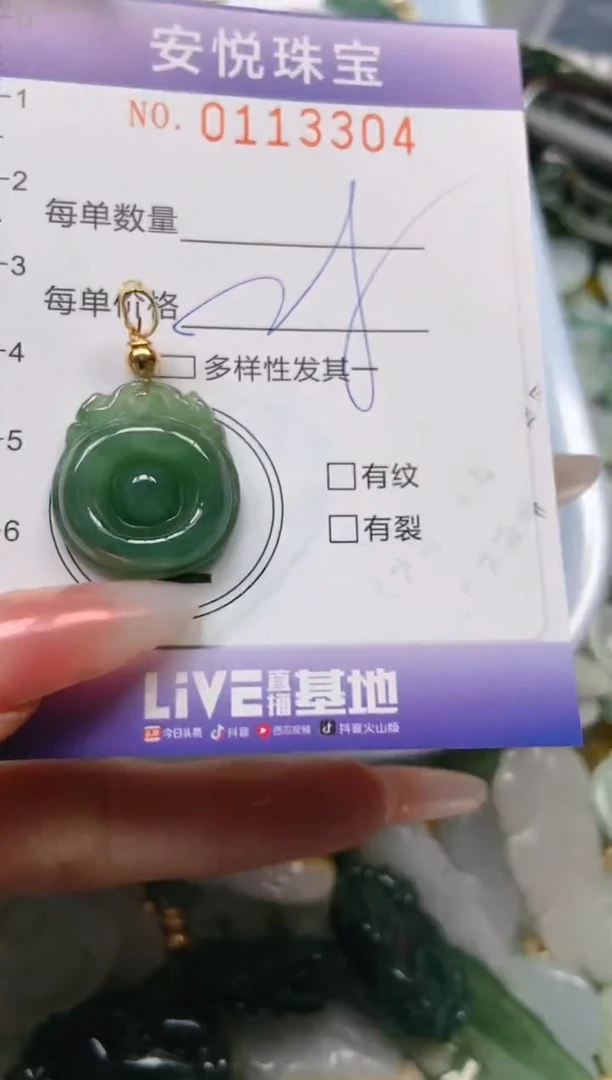 安悦珠宝
NO. 0113304
1
2
每单数量
3
每单价格
4
多样性发其一
5
有纹
6
有裂
LiVE直播基地
今日头条 抖音 西瓜视频 抖音火山版